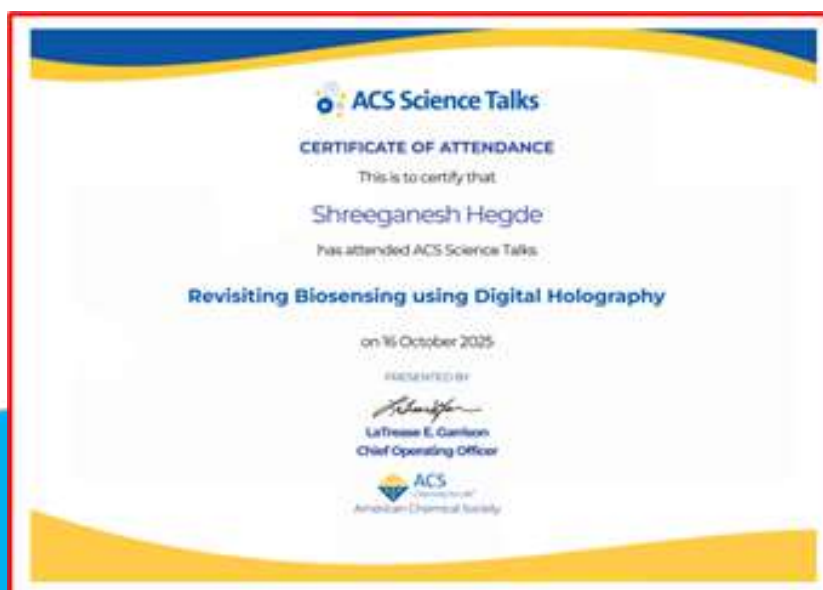 ACS Science Talks
CERTIFICATE OF ATTENDANCE
This is to certify that
Shreeganesh Hegde
has attended ACS Science Talks
Revisiting Biosensing using Digital Holography
on 16 October 2025
PRESENTED BY
LaTrease E. Garrison
Chief Operating Officer
ACS
American Chemical Society